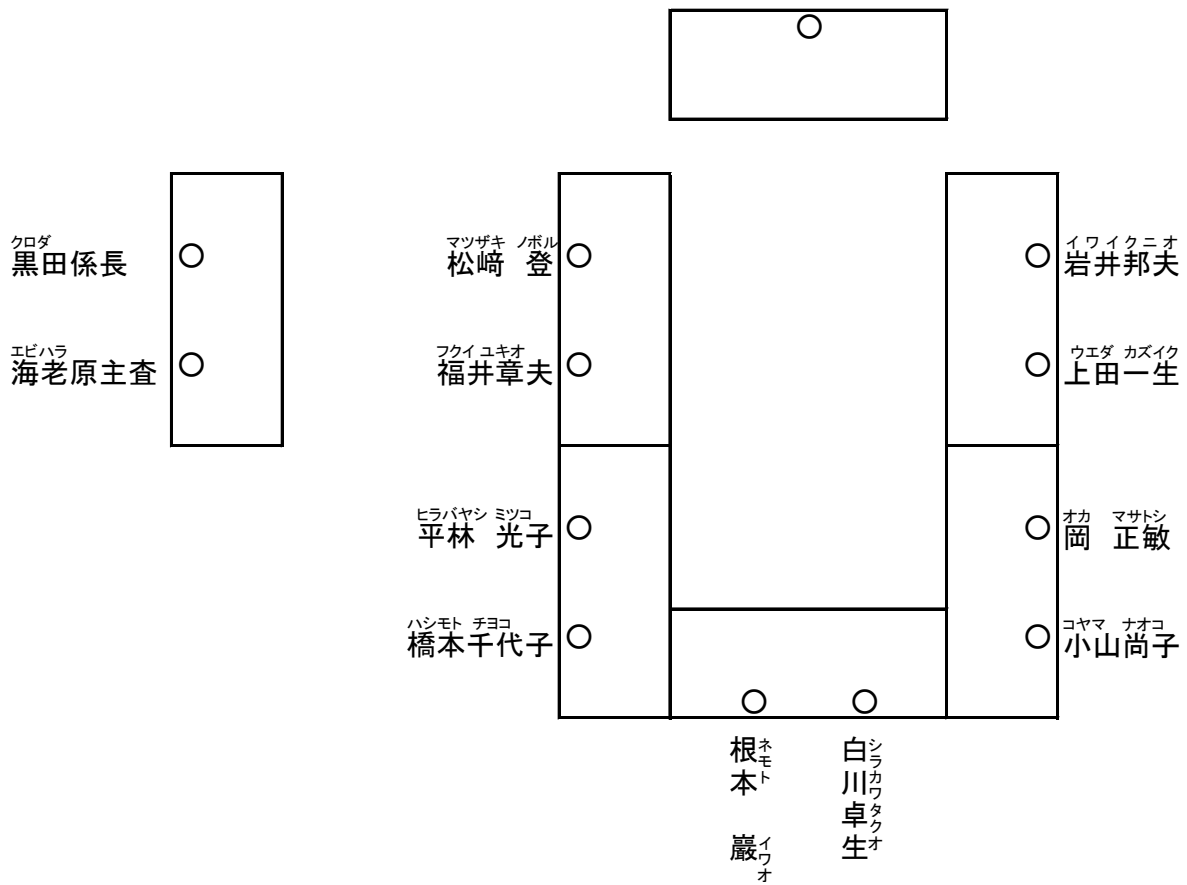 クロダ
黒田係長
エビハラ
海老原主査
マツザキ ノボル
松﨑 登
フクイ ユキオ
福井章夫
ヒラバヤシ ミツコ
平林 光子
ハシモト チヨコ
橋本千代子
イワイクニオ
岩井邦夫
ウエダ カズイク
上田一生
オカ マサトシ
岡 正敏
コヤマ ナオコ
小山尚子
ネモト イワオ
根本 巖
シラカワタクオ
白川卓生